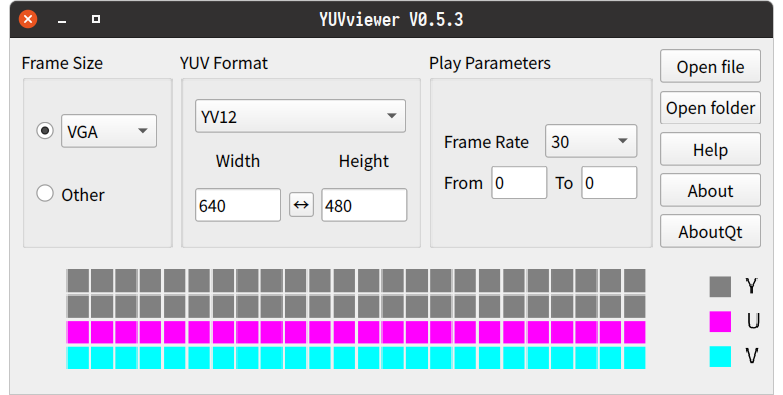 YUVviewer V0.5.3
Frame Size
YUV Format
Play Parameters
Open file
Open folder
Help
About
AboutQt
VGA
Other
YV12
Width
Height
640
↔
480
Frame Rate
30
From
0
To
0
Y
U
V